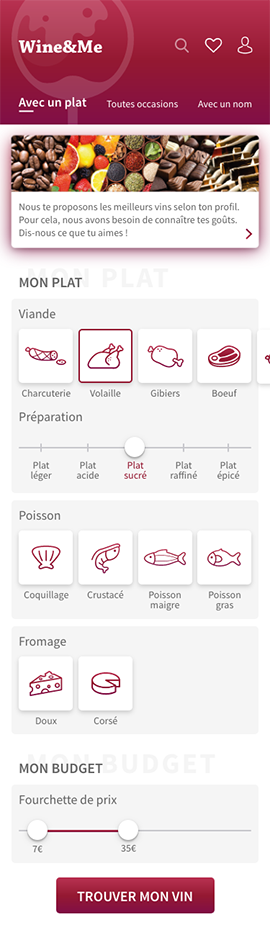 Wine&Me
Avec un plat Toutes occasions Avec un nom
Nous te proposons les meilleurs vins selon ton profil.
Pour cela, nous avons besoin de connaître tes goûts.
Dis-nous ce que tu aimes !
MON PLAT
MON PLAT
Viande
Charcuterie Volaille Gibiers Boeuf
Préparation
Plat léger
Plat acide
Plat sucré
Plat raffiné
Plat épicé
Poisson
Coquillage Crustacé Poisson maigre Poisson gras
Fromage
Doux Corsé
MON BUDGET
MON BUDGET
Fourchette de prix
7€ 35€
TROUVER MON VIN